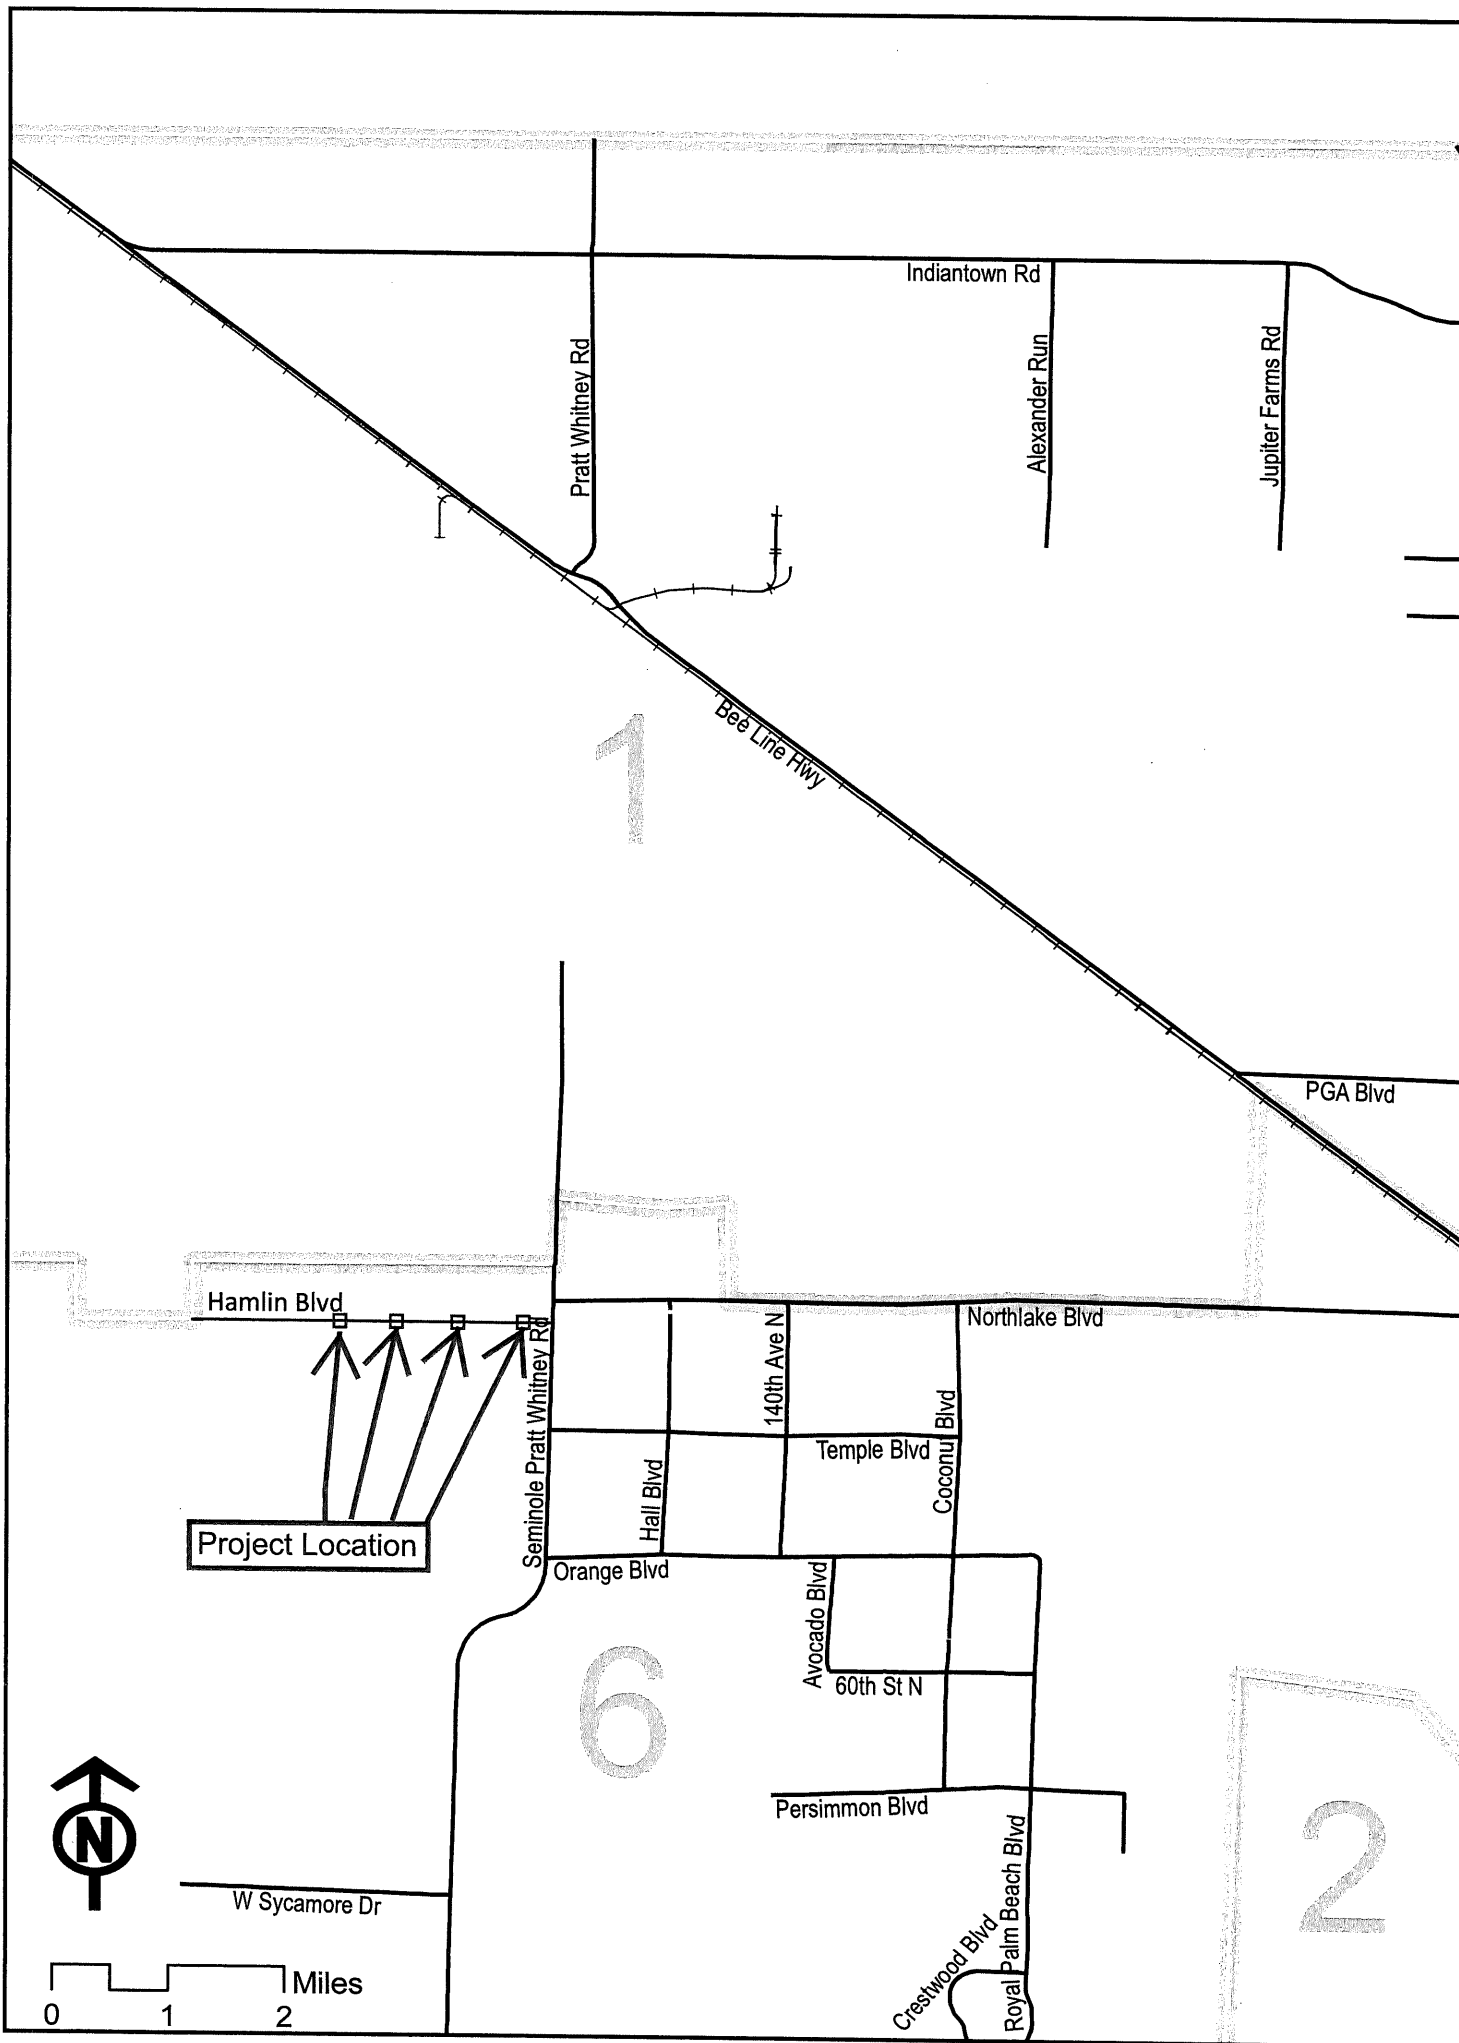 Indiantown Rd
Pratt Whitney Rd
Alexander Run
Jupiter Farms Rd
1
Bee Line Hwy
PGA Blvd
Hamlin Blvd
Northlake Blvd
Seminole Pratt Whitney Rd
140th Ave N
Coconut Blvd
Temple Blvd
Hall Blvd
Project Location
Orange Blvd
Avocado Blvd
6
60th St N
Persimmon Blvd
2
N
W Sycamore Dr
Royal Palm Beach Blvd
Crestwood Blvd
Miles
0 1 2